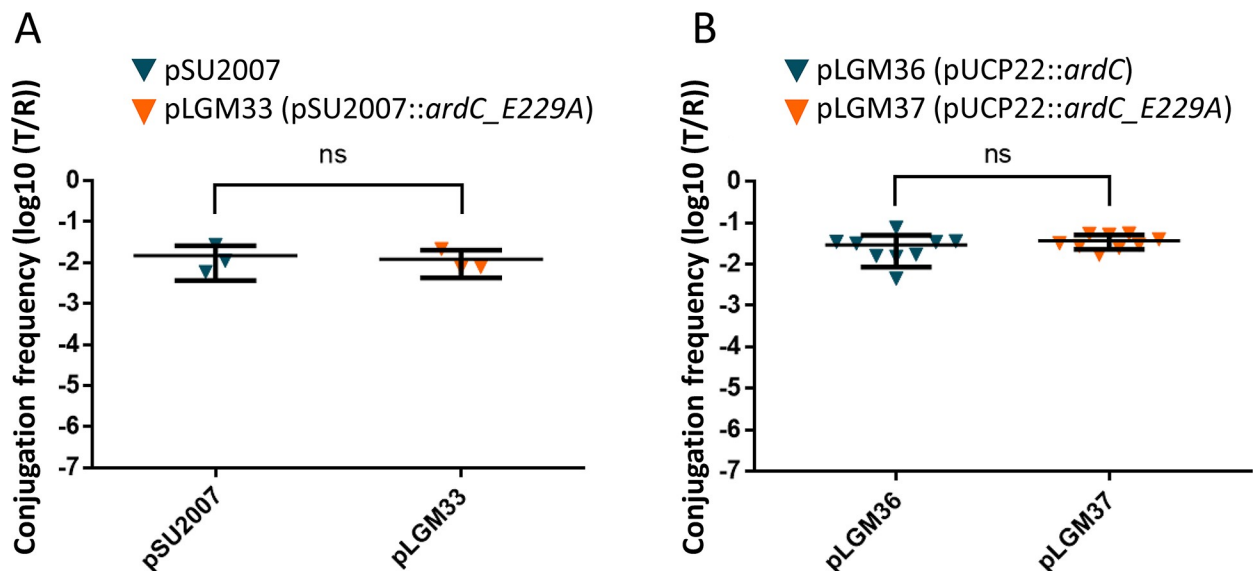 A
pSU2007
pLGM33 (pSU2007::ardC_E229A)
Conjugation frequency (log10 (T/R))
ns
0
-1
-2
-3
-4
-5
-6
-7
pSU2007
pLGM33
B
pLGM36 (pUCP22::ardC)
pLGM37 (pUCP22::ardC_E229A)
Conjugation frequency (log10 (T/R))
ns
0
-1
-2
-3
-4
-5
-6
-7
pLGM36
pLGM37